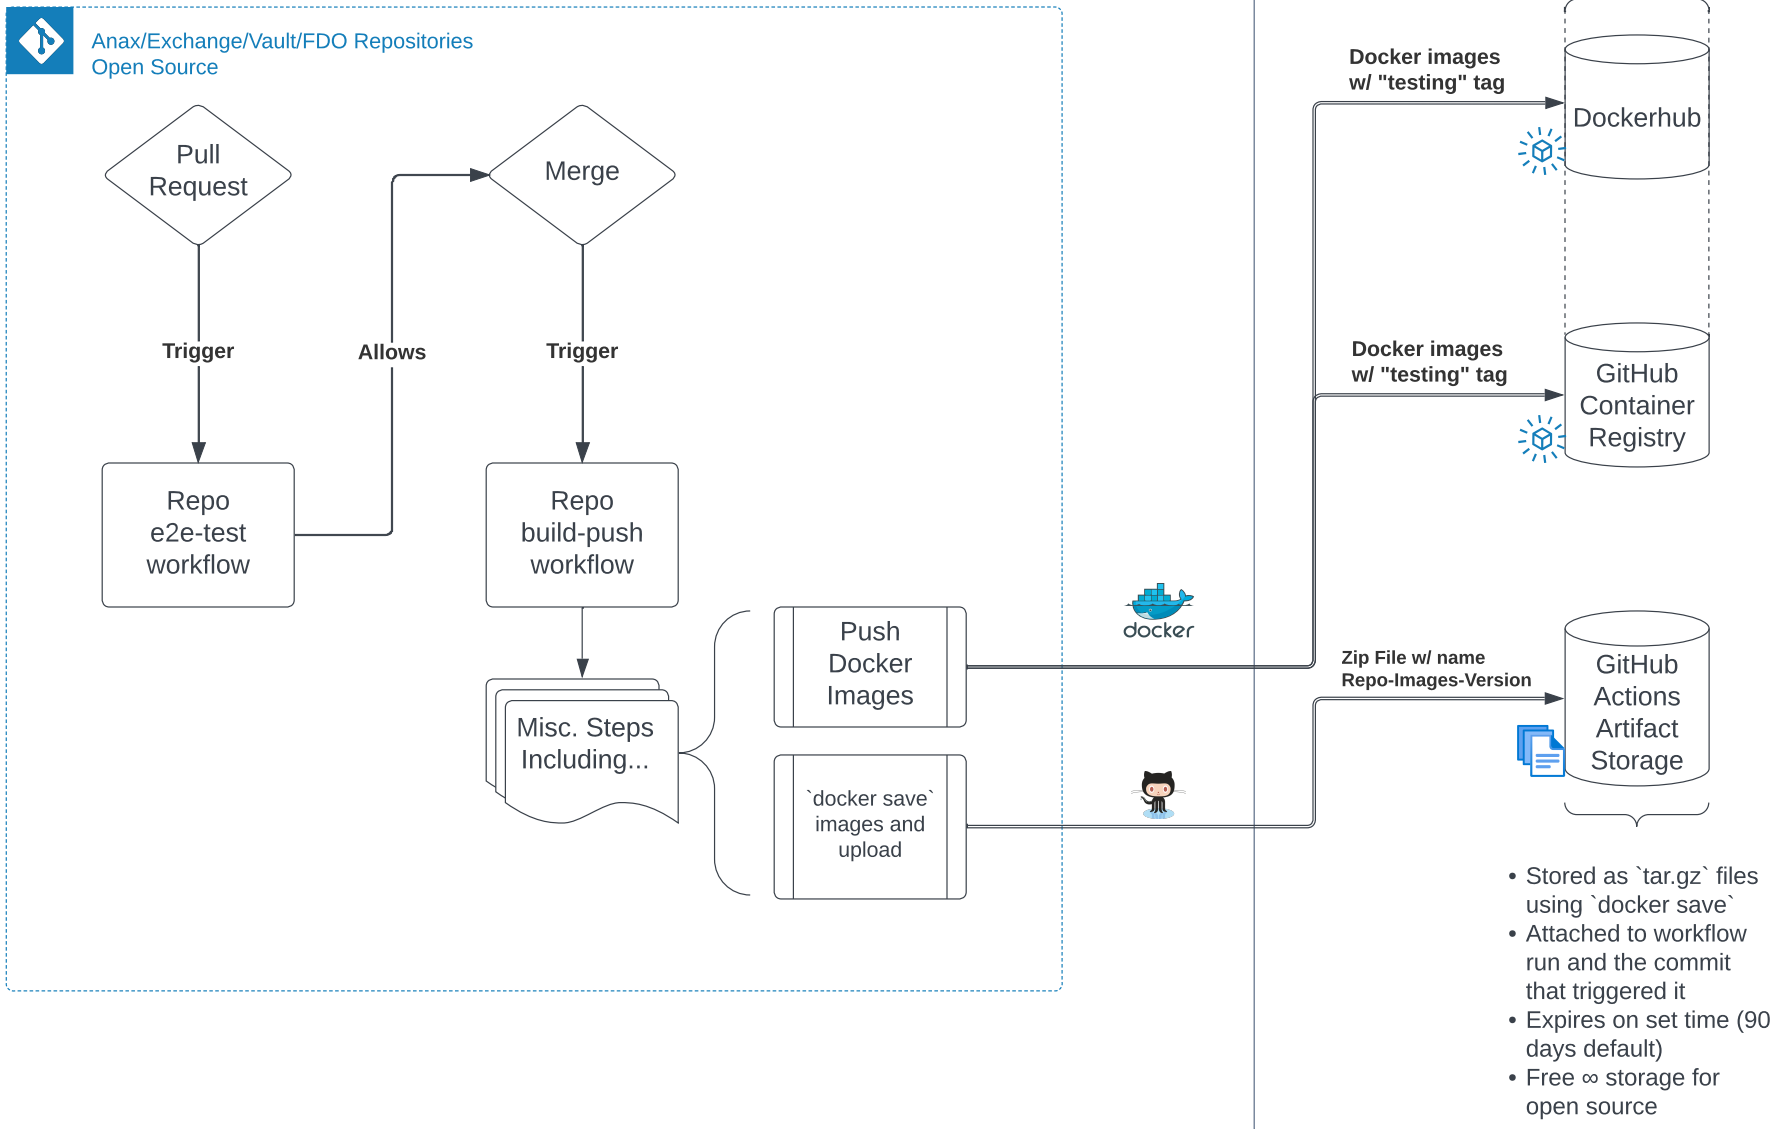 Anax/Exchange/Vault/FDO Repositories
Open Source
Pull
Request
Merge
Trigger
Allows
Trigger
Repo
e2e-test
workflow
Repo
build-push
workflow
Misc. Steps
Including...
Push
Docker
Images
`docker save`
images and
upload
docker
Docker images
w/ "testing" tag
Dockerhub
Docker images
w/ "testing" tag
GitHub
Container
Registry
Zip File w/ name
Repo-Images-Version
GitHub
Actions
Artifact
Storage
• Stored as `tar.gz` files
using `docker save`
• Attached to workflow
run and the commit
that triggered it
• Expires on set time (90
days default)
• Free ∞ storage for
open source